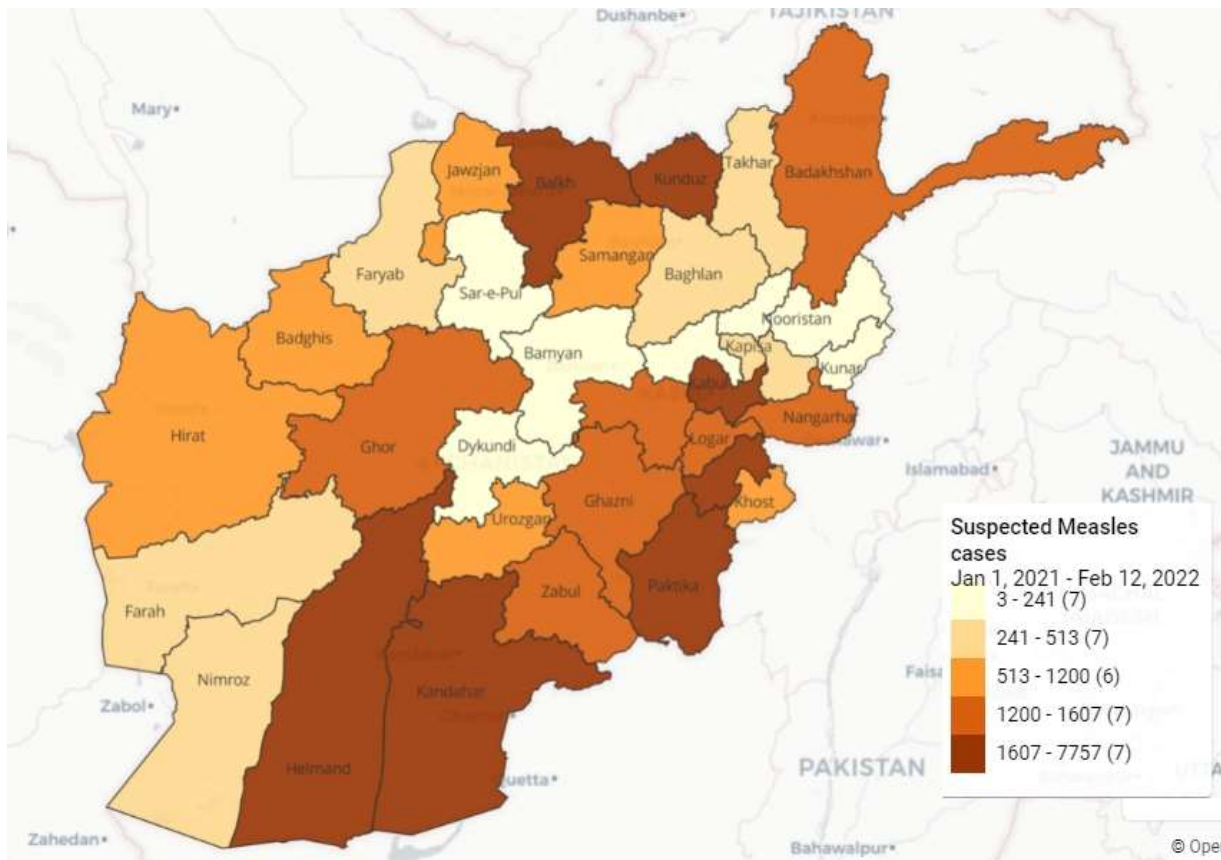 Dushanbe
TAJIKISTAN
Mary
Jawzjan
Balkh
Kunduz
Takhar
Badakhshan
Faryab
Samangan
Baghlan
Sar-e-Pul
Nooristan
Badghis
Bamyan
Kapisa
Kunar
Kabul
Hirat
Ghor
Dykundi
Logar
Nangarhar
Islamabad
JAMMU
AND
KASHMIR
Urozgan
Ghazni
Khost
Zabul
Paktika
Farah
Nimroz
Kandahar
Helmand
Zabol
Quetta
PAKISTAN
Zahedan
Bahawalpur
Suspected Measles
cases
Jan 1, 2021 - Feb 12, 2022
3 - 241 (7)
241 - 513 (7)
513 - 1200 (6)
1200 - 1607 (7)
1607 - 7757 (7)
© Ope